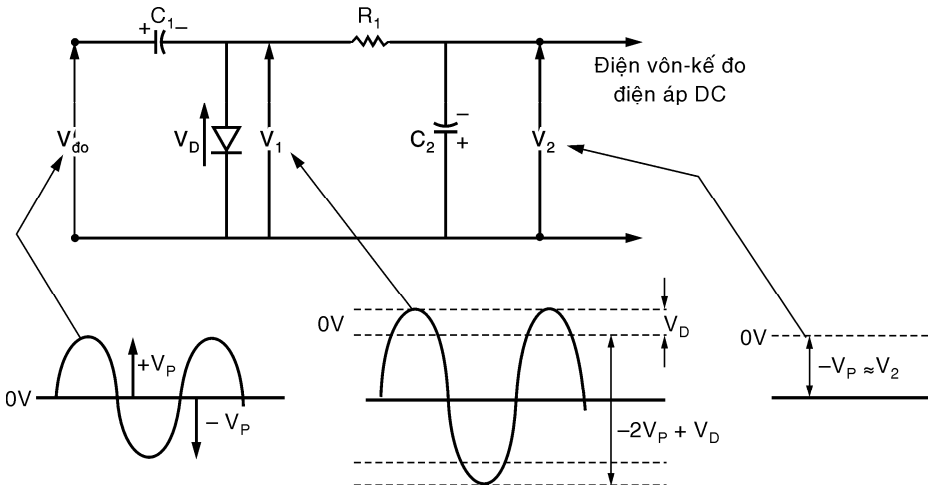 C1
+ –
R1
Điện vôn-kế đo
điện áp DC
Vđo
VD
V1
C2
–
+
V2
0V
+VP
– VP
0V
VD
–2VP + VD
0V
–VP ≈V2